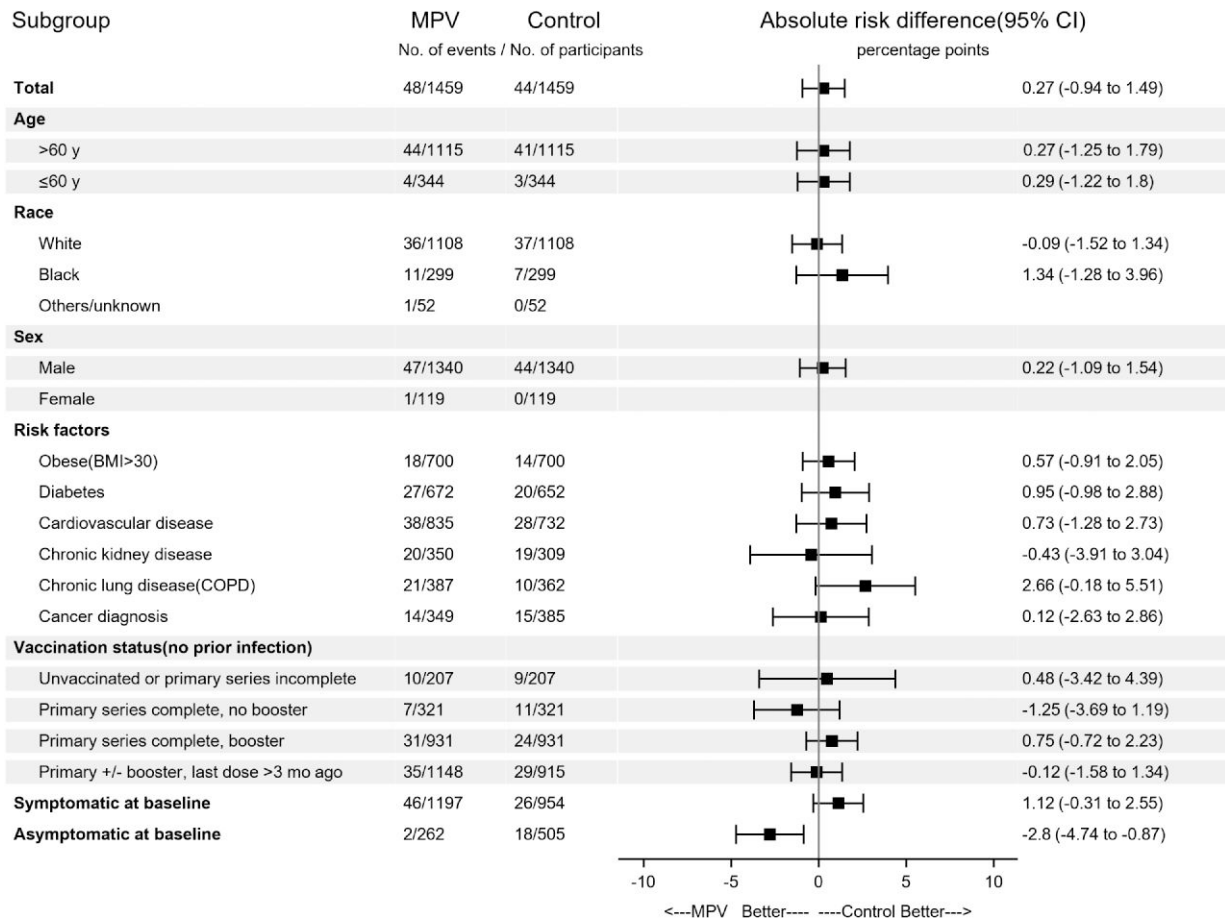 Subgroup MPV Control Absolute risk difference(95% CI)
No. of events / No. of participants percentage points
Total 48/1459 44/1459 0.27 (-0.94 to 1.49)
Age
>60 y 44/1115 41/1115 0.27 (-1.25 to 1.79)
≤60 y 4/344 3/344 0.29 (-1.22 to 1.8)
Race
White 36/1108 37/1108 -0.09 (-1.52 to 1.34)
Black 11/299 7/299 1.34 (-1.28 to 3.96)
Others/unknown 1/52 0/52
Sex
Male 47/1340 44/1340 0.22 (-1.09 to 1.54)
Female 1/119 0/119
Risk factors
Obese(BMI>30) 18/700 14/700 0.57 (-0.91 to 2.05)
Diabetes 27/672 20/652 0.95 (-0.98 to 2.88)
Cardiovascular disease 38/835 28/732 0.73 (-1.28 to 2.73)
Chronic kidney disease 20/350 19/309 -0.43 (-3.91 to 3.04)
Chronic lung disease(COPD) 21/387 10/362 2.66 (-0.18 to 5.51)
Cancer diagnosis 14/349 15/385 0.12 (-2.63 to 2.86)
Vaccination status(no prior infection)
Unvaccinated or primary series incomplete 10/207 9/207 0.48 (-3.42 to 4.39)
Primary series complete, no booster 7/321 11/321 -1.25 (-3.69 to 1.19)
Primary series complete, booster 31/931 24/931 0.75 (-0.72 to 2.23)
Primary +/- booster, last dose >3 mo ago 35/1148 29/915 -0.12 (-1.58 to 1.34)
Symptomatic at baseline 46/1197 26/954 1.12 (-0.31 to 2.55)
Asymptomatic at baseline 2/262 18/505 -2.8 (-4.74 to -0.87)
-10 -5 0 5 10
<---MPV Better---- ----Control Better--->